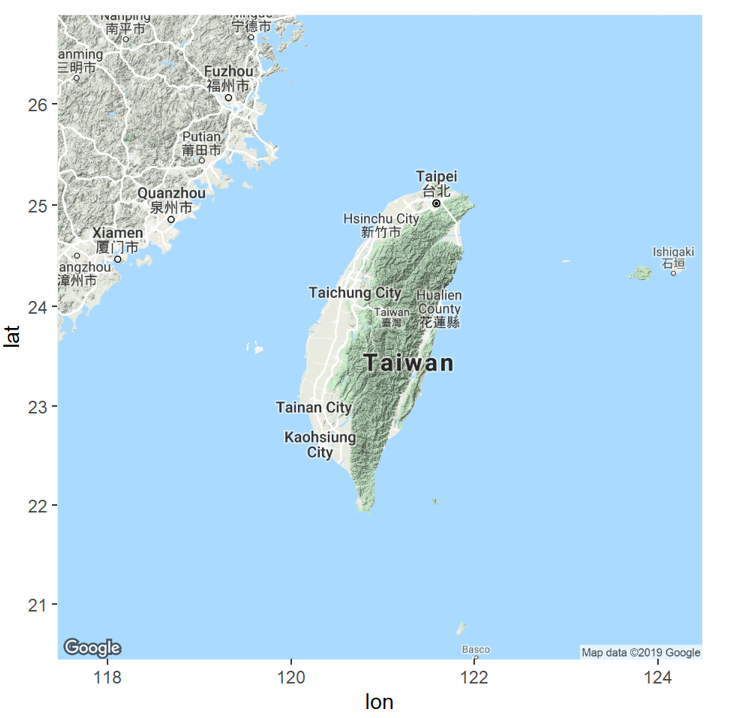 Nanping
南平市
Ningde
宁德市
anming
三明市
Fuzhou
福州市
26
Putian
莆田市
Taipei
台北
Quanzhou
泉州市
25
Hsinchu City
新竹市
Xiamen
厦门市
Ishigaki
石垣
angzhou
漳州市
Taichung City
Hualien
County
花蓮縣
24
Taiwan
臺灣
lat
Taiwan
23
Tainan City
Kaohsiung
City
22
21
Google
Basco
Map data ©2019 Google
118
120
122
124
lon